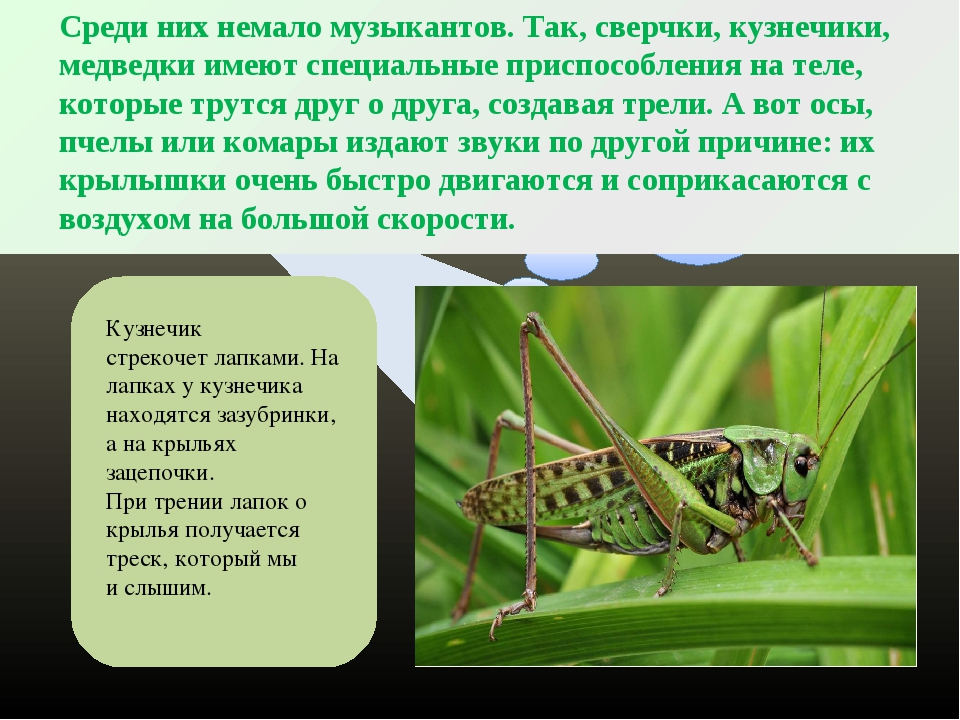 Среди них немало музыкантов. Так, сверчки, кузнечики,
медведки имеют специальные приспособления на теле,
которые трутся друг о друга, создавая трели. А вот осы,
пчелы или комары издают звуки по другой причине: их
крылышки очень быстро двигаются и соприкасаются с
воздухом на большой скорости.
Кузнечик
стрекочет лапками. На
лапках у кузнечика
находятся зазубринки,
а на крыльях
зацепочки.
При трении лапок о
крылья получается
треск, который мы
и слышим.